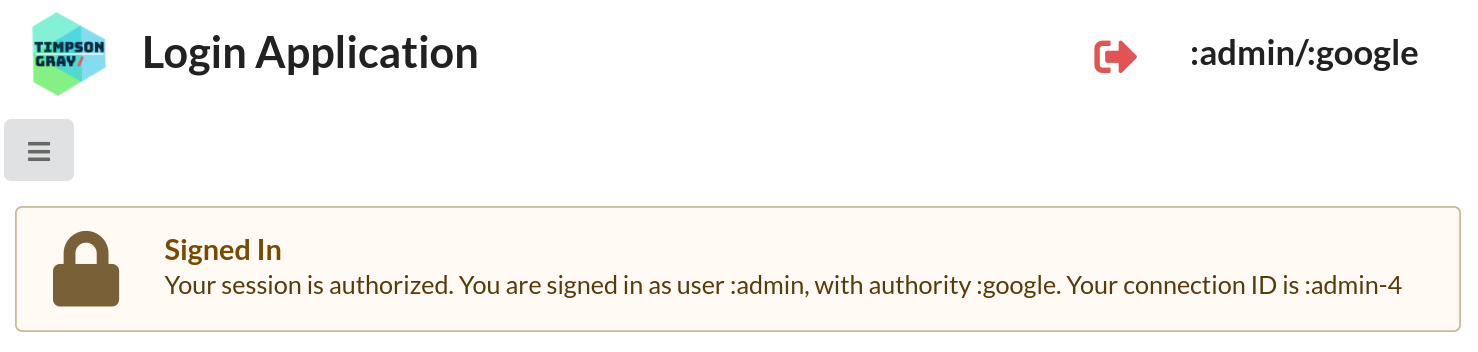 TIMPSON
GRAY/
Login Application
:admin/:google
Signed In
Your session is authorized. You are signed in as user :admin, with authority :google. Your connection ID is :admin-4